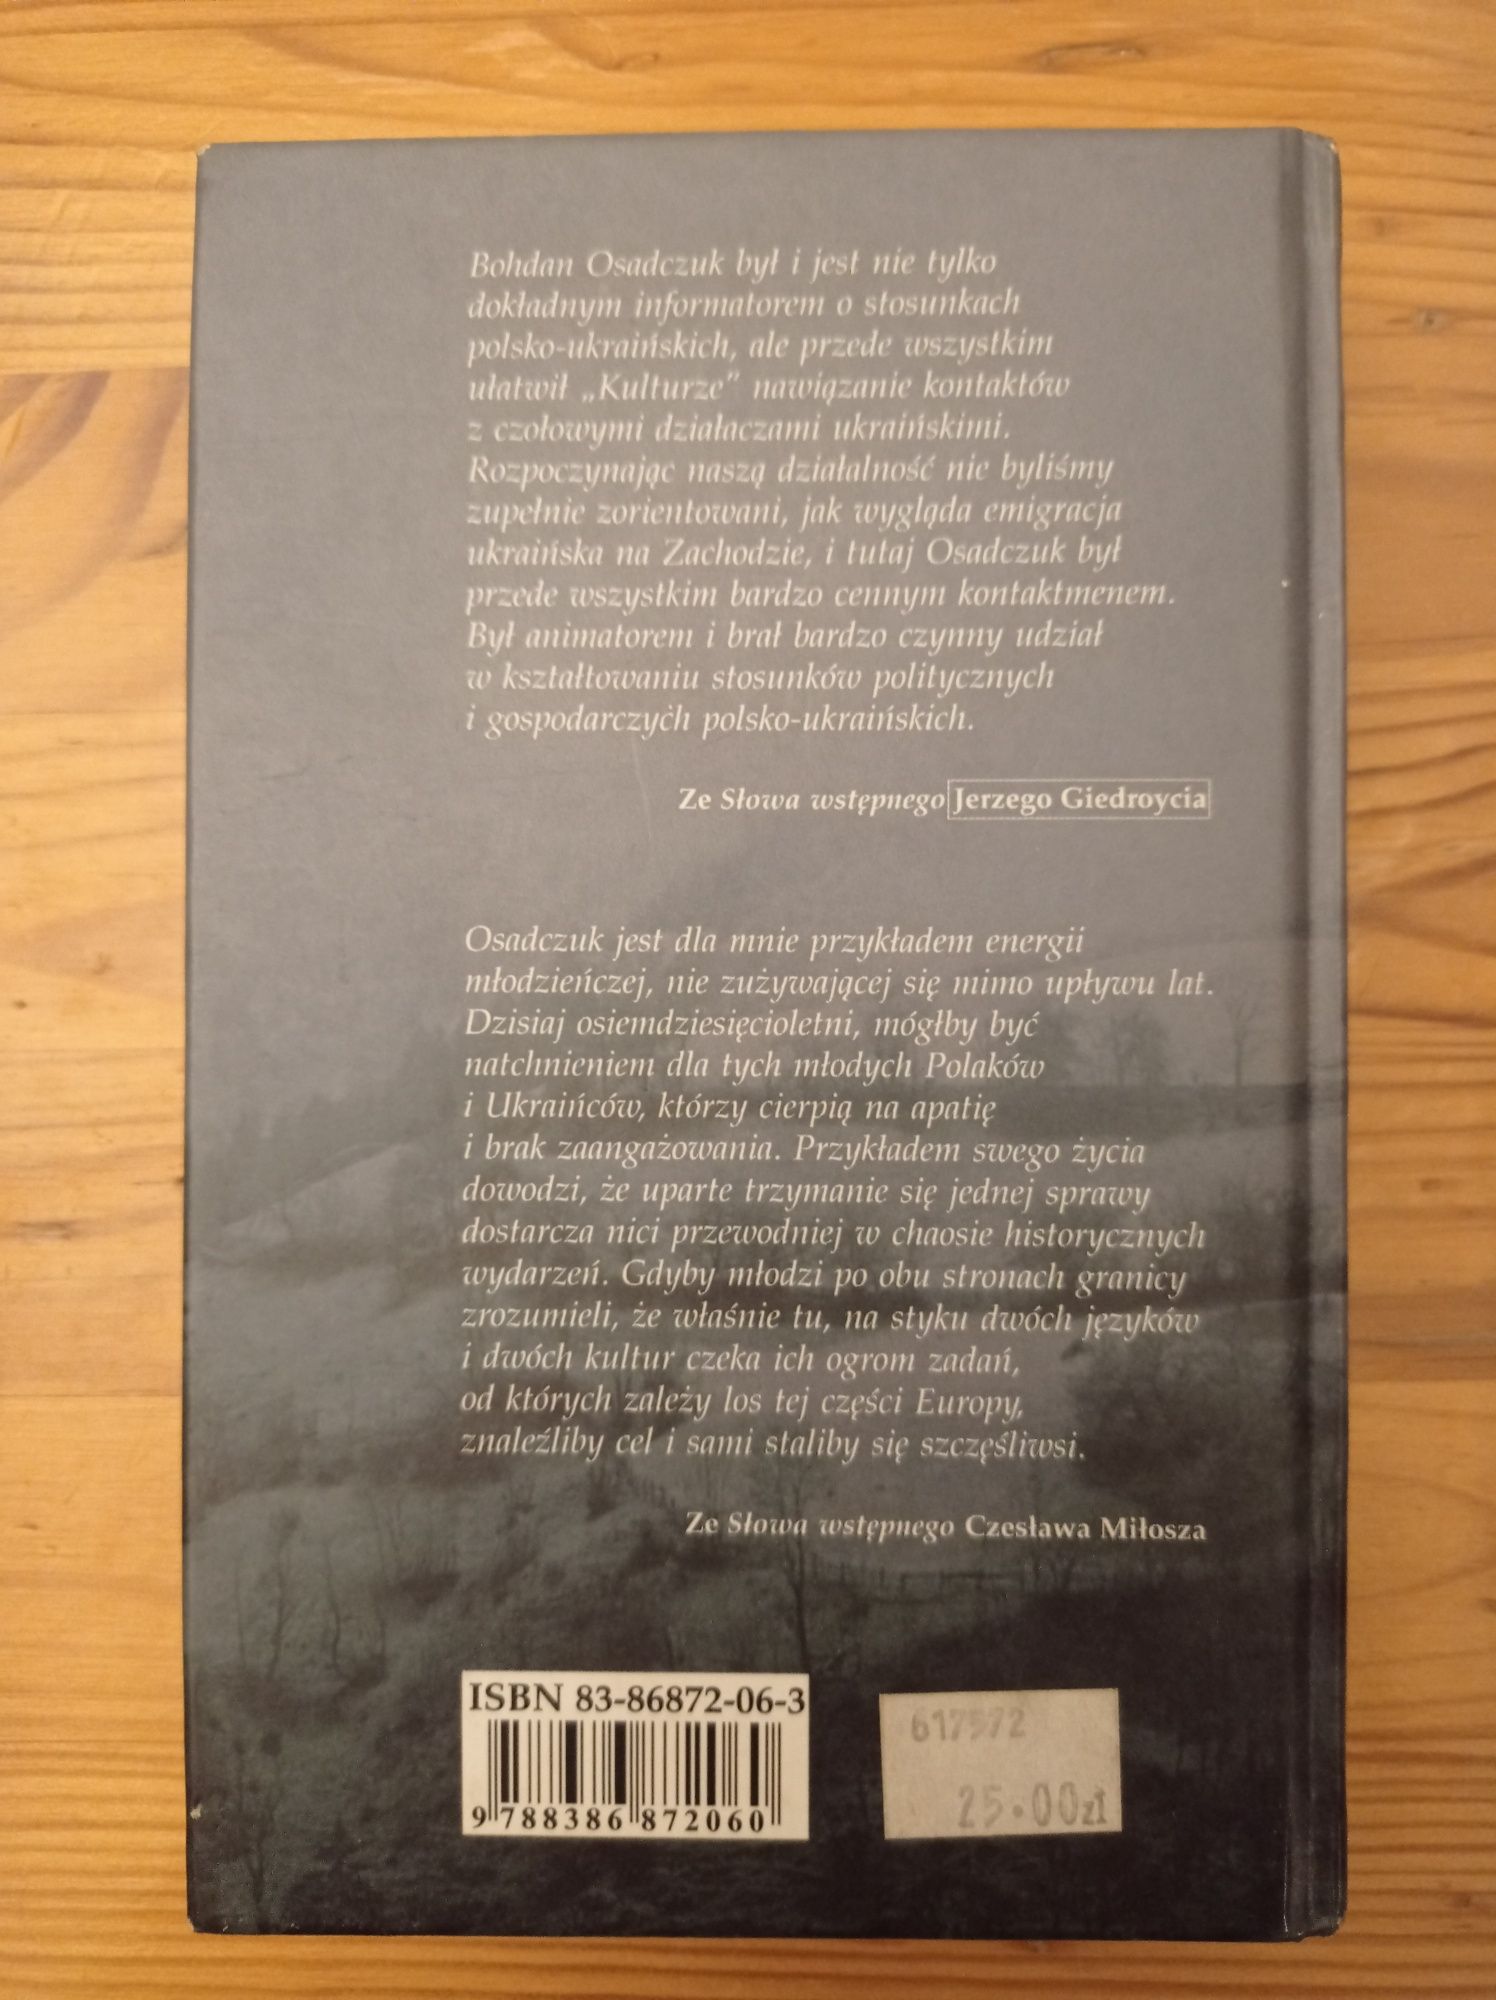 Bohdan Osadczuk był i jest nie tylko
dokładnym informatorem o stosunkach
polsko-ukraińskich, ale przede wszystkim
ułatwił „Kulturze” nawiązanie kontaktów
z czołowymi działaczami ukraińskimi.
Rozpoczynając naszą działalność nie byliśmy
zupełnie zorientowani, jak wygląda emigracja
ukraińska na Zachodzie, i tutaj Osadczuk był
przede wszystkim bardzo cennym kontaktmenem.
Był animatorem i brał bardzo czynny udział
w kształtowaniu stosunków politycznych
i gospodarczych polsko-ukraińskich.
Ze Słowa wstępnego Jerzego Giedroycia
Osadczuk jest dla mnie przykładem energii
młodzieńczej, nie zużywającej się mimo upływu lat.
Dzisiaj osiemdziesięcioletni, mógłby być
natchnieniem dla tych młodych Polaków
i Ukraińców, którzy cierpią na apatię
i brak zaangażowania. Przykładem swego życia
dowodzi, że uparte trzymanie się jednej sprawy
dostarcza nici przewodniej w chaosie historycznych
wydarzeń. Gdyby młodzi po obu stronach granicy
zrozumieli, że właśnie tu, na styku dwóch języków
i dwóch kultur czeka ich ogrom zadań,
od których zależy los tej części Europy,
znaleźliby cel i sami staliby się szczęśliwsi.
Ze Słowa wstępnego Czesława Miłosza
ISBN 83-86872-06-3
9 788386 872060
617572
25.00zł